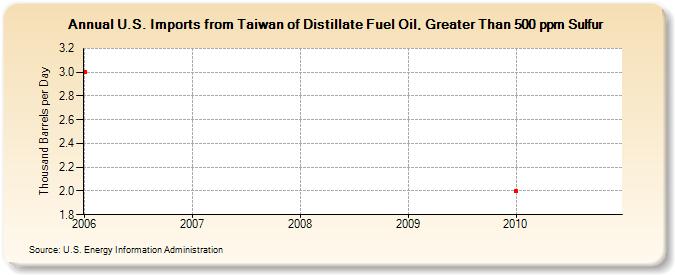 Annual U.S. Imports from Taiwan of Distillate Fuel Oil, Greater Than 500 ppm Sulfur
Thousand Barrels per Day
3.2
3.0
2.8
2.6
2.4
2.2
2.0
1.8
2006 2007 2008 2009 2010
Source: U.S. Energy Information Administration